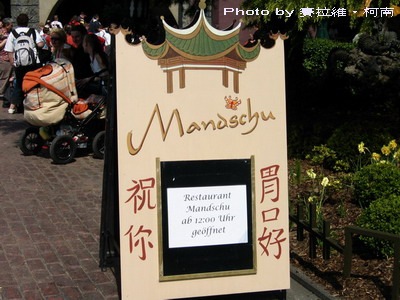 Photo by 賽拉維‧柯南
Mandschu
祝你
胃口好
Restaurant
Mandschu
ab 12:00 Uhr
geöffnet